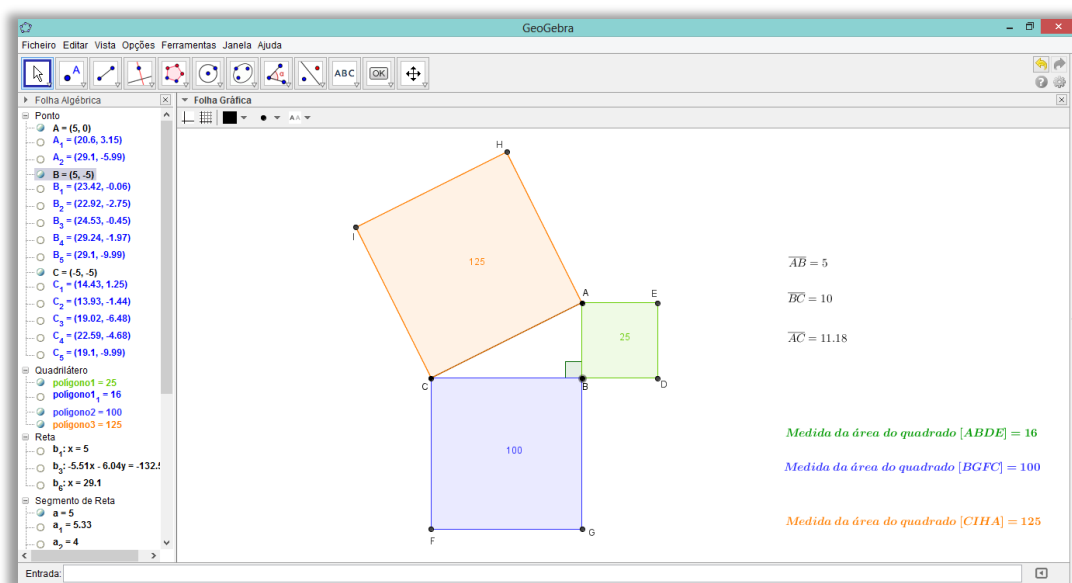 GeoGebra
Ficheiro Editar Vista Opções Ferramentas Janela Ajuda
A
ABC
OK
Folha Algébrica
Folha Gráfica
Ponto
A = (5, 0)
A1 = (20.6, 3.15)
A2 = (29.1, -5.99)
B = (5, -5)
B1 = (23.42, -0.06)
B2 = (22.92, -2.75)
B3 = (24.53, -0.45)
B4 = (29.24, -1.97)
B5 = (29.1, -9.99)
C = (-5, -5)
C1 = (14.43, 1.25)
C2 = (13.93, -1.44)
C3 = (19.02, -6.48)
C4 = (22.59, -4.68)
C5 = (19.1, -9.99)
Quadrilátero
polígono1 = 25
polígono11 = 16
polígono2 = 100
polígono3 = 125
Reta
b1: x = 5
b3: -5.51x - 6.04y = -132.5
b6: x = 29.1
Segmento de Reta
a = 5
a1 = 5.33
a2 = 4
H
I
125
A
E
25
C
B
D
100
F
G
AB = 5
BC = 10
AC = 11.18
Medida da área do quadrado [ABDE] = 16
Medida da área do quadrado [BGFC] = 100
Medida da área do quadrado [CIHA] = 125
Entrada: